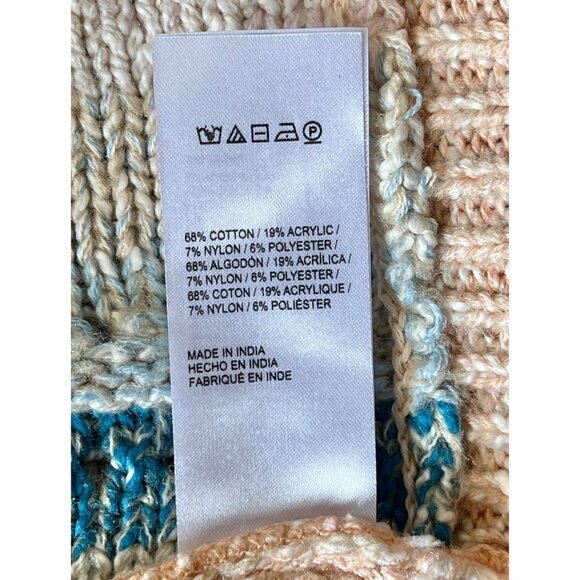 68% COTTON / 19% ACRYLIC /
7% NYLON / 6% POLYESTER /
68% ALGODÓN / 19% ACRÍLICA /
7% NYLON / 6% POLYESTER /
68% COTON / 19% ACRYLIQUE /
7% NYLON / 6% POLIÉSTER
MADE IN INDIA
HECHO EN INDIA
FABRIQUÉ EN INDE